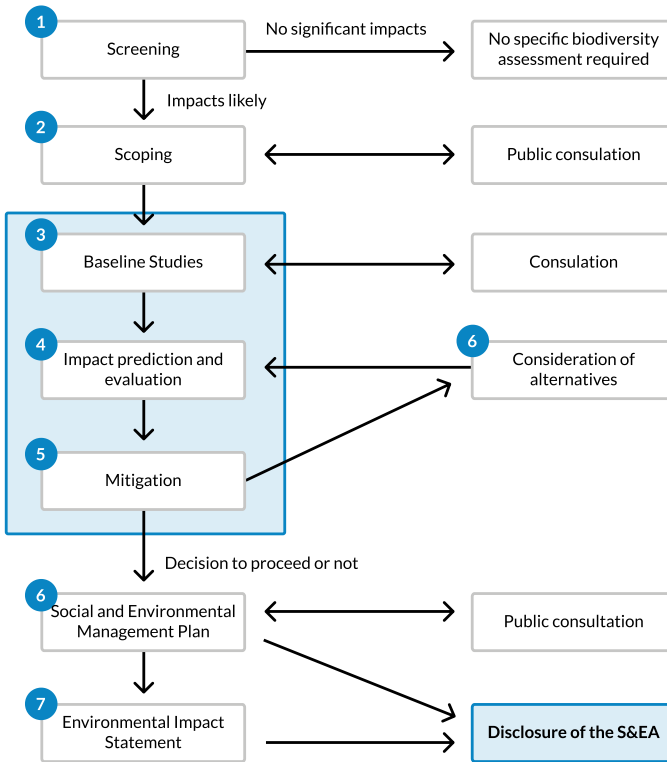 1
Screening
No significant impacts
No specific biodiversity
assessment required
Impacts likely
2
Scoping
Public consulation
3
Baseline Studies
Consulation
4
Impact prediction and
evaluation
6
Consideration of
alternatives
5
Mitigation
Decision to proceed or not
6
Social and Environmental
Management Plan
Public consultation
7
Environmental Impact
Statement
Disclosure of the S&EA